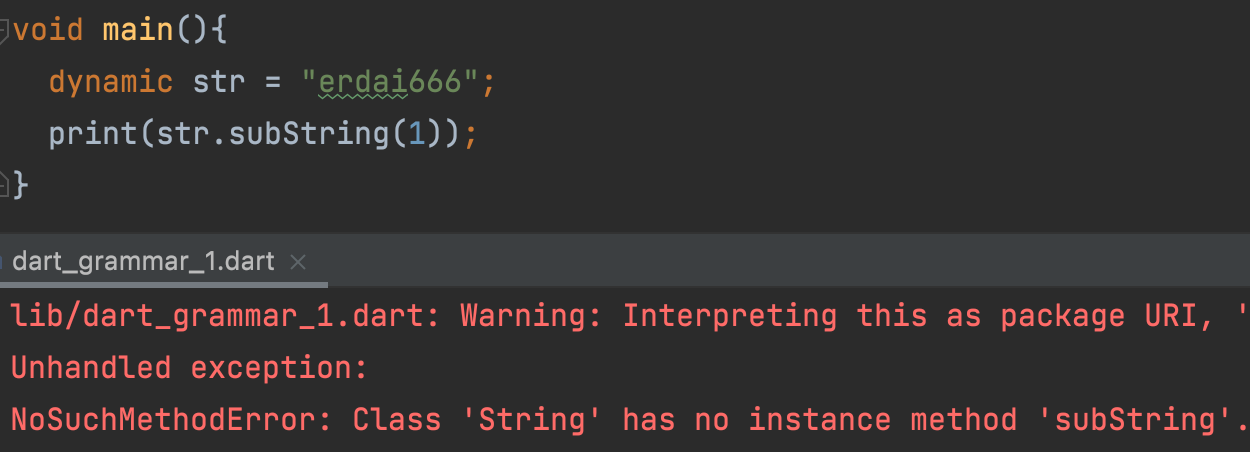 void main(){
  dynamic str = "erdai666";
  print(str.subString(1));
}
dart_grammar_1.dart ×
lib/dart_grammar_1.dart: Warning: Interpreting this as package URI, '
Unhandled exception:
NoSuchMethodError: Class 'String' has no instance method 'subString'.